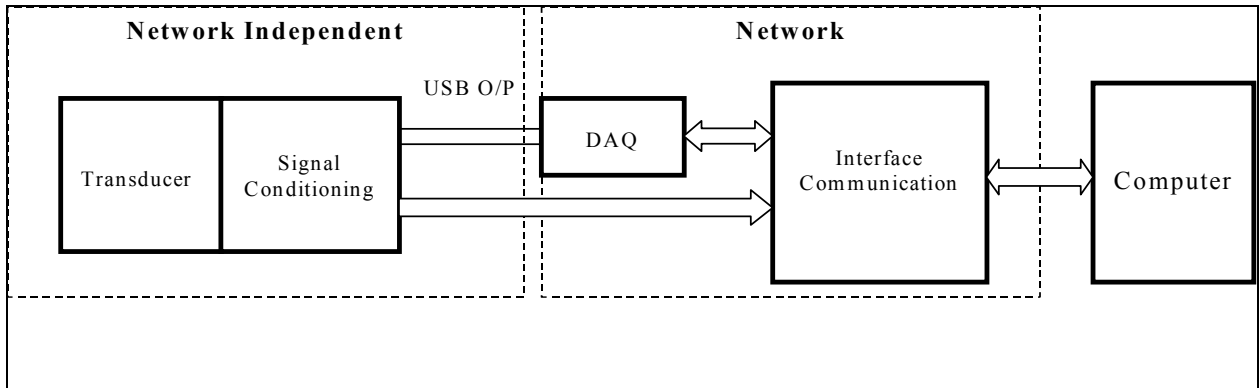 Network Independent
Network
USB O/P
DAQ
Transducer
Signal
Conditioning
Interface
Communication
Computer